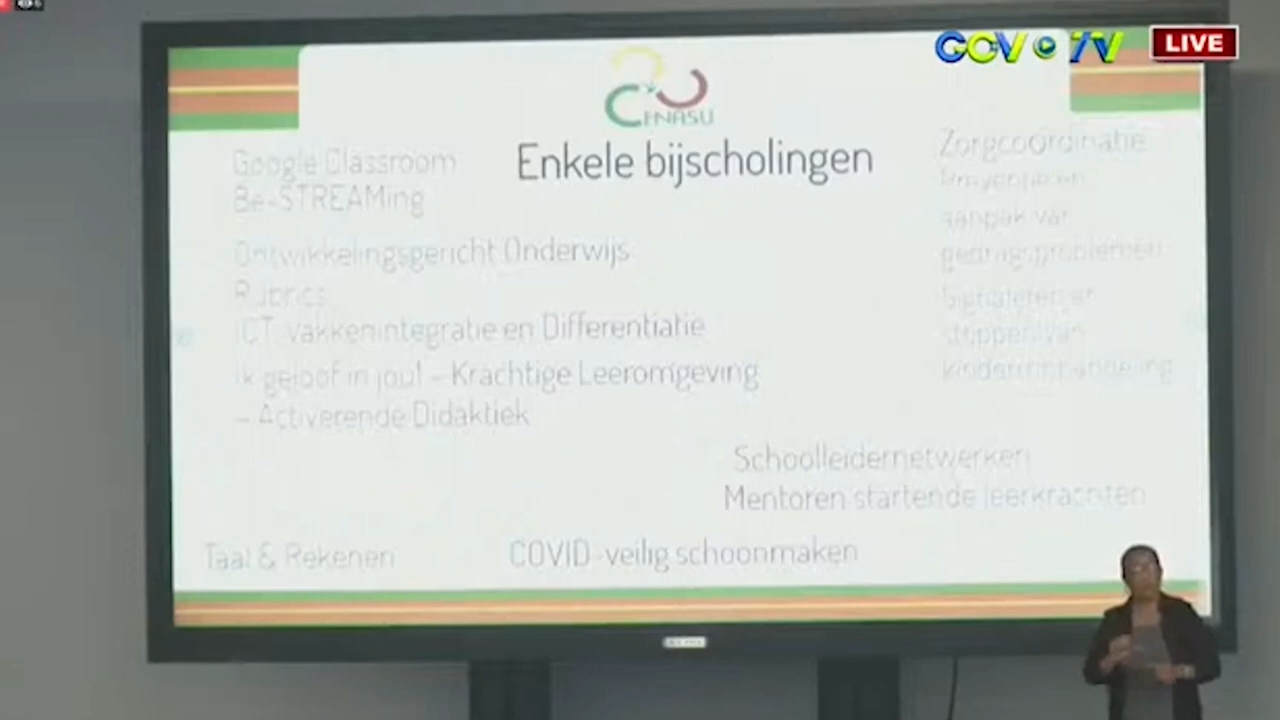 GOV TV
LIVE
CENASU
Enkele bijscholingen
Google Classroom
Be-STREAMing
Ontwikkelingsgericht Onderwijs
Rubrics
ICT vakkenintegratie en Differentiatie
Ik geloof in jou! - Krachtige Leeromgeving
- Activerende Didaktiek
Zorgcoördinatie
aanpak van
gedragsproblemen
Signaleren en
stoppen van
kindermishandeling
Schoolleidernetwerken
Mentoren startende leerkrachten
Taal & Rekenen
COVID-veilig schoonmaken